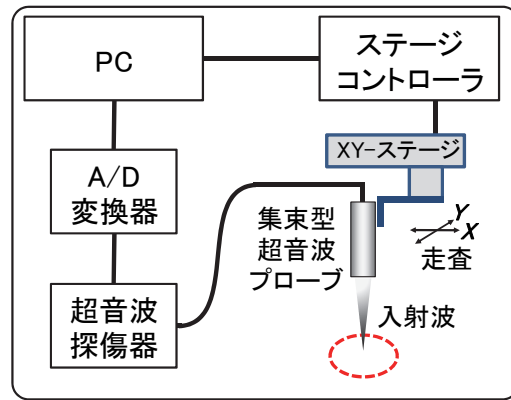 PC
ステージ
コントローラ
XY-ステージ
A/D
変換器
集束型
超音波
プローブ
Y
X
走査
超音波
探傷器
入射波